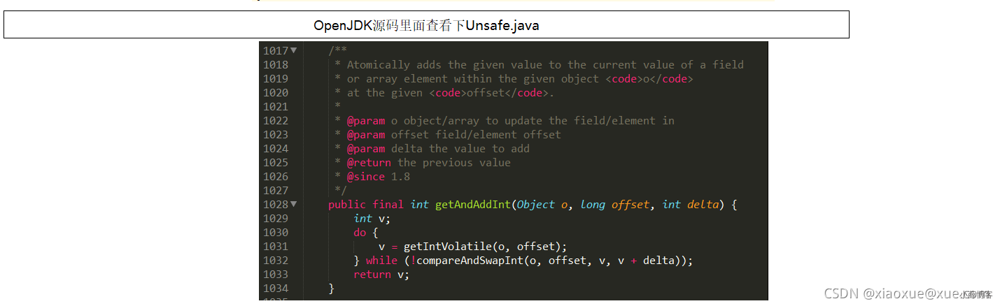 OpenJDK源码里面查看下Unsafe.java
1017 /**
1018 * Atomically adds the given value to the current value of a field
1019 * or array element within the given object <code>o</code>
1020 * at the given <code>offset</code>.
1021 *
1022 * @param o object/array to update the field/element in
1023 * @param offset field/element offset
1024 * @param delta the value to add
1025 * @return the previous value
1026 * @since 1.8
1027 */
1028 public final int getAndAddInt(Object o, long offset, int delta) {
1029 int v;
1030 do {
1031 v = getIntVolatile(o, offset);
1032 } while (!compareAndSwapInt(o, offset, v, v + delta));
1033 return v;
1034 }
CSDN @xiaoxue@xue